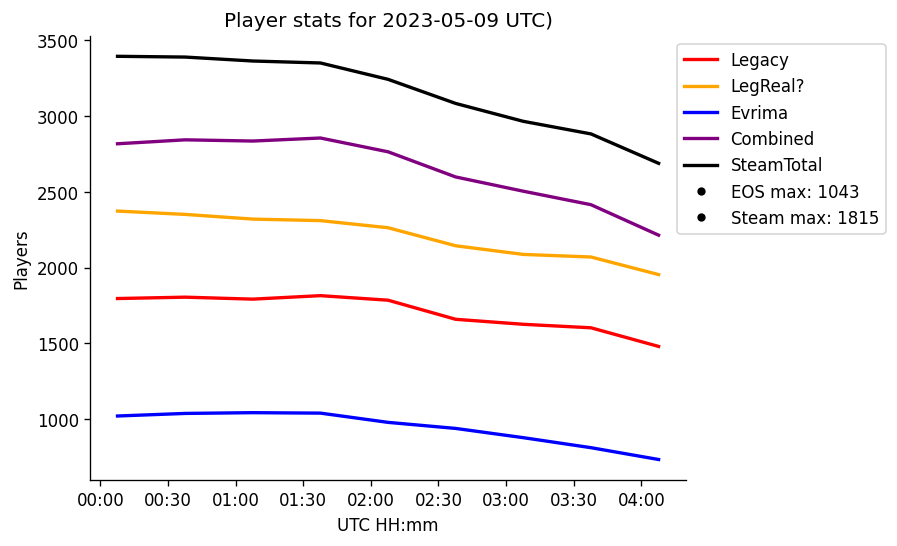 Player stats for 2023-05-09 UTC)
3500
3000
2500
2000
1500
1000
Players
00:00 00:30 01:00 01:30 02:00 02:30 03:00 03:30 04:00
UTC HH:mm
Legacy
LegReal?
Evrima
Combined
SteamTotal
EOS max: 1043
Steam max: 1815